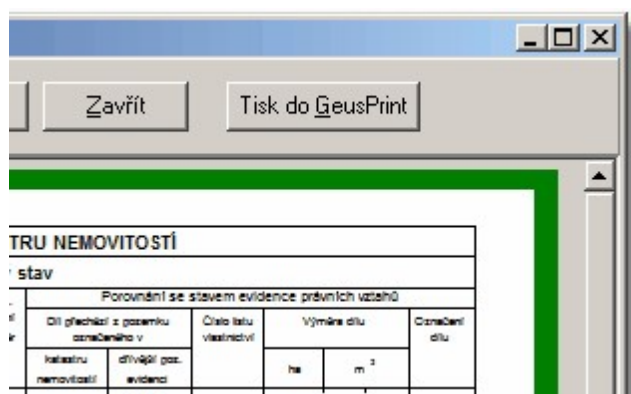 Zavřít
Tisk do GeusPrint
TRU NEMOVITOSTÍ
stav
Porovnání se stavem evidence právních vztahů
Díl přechází z pozemku
označeného v
Číslo listu
vlastnictví
Výměra dílu
Označení
dílu
katastru
nemovitostí
dřívější poz.
evidenci
ha
m²